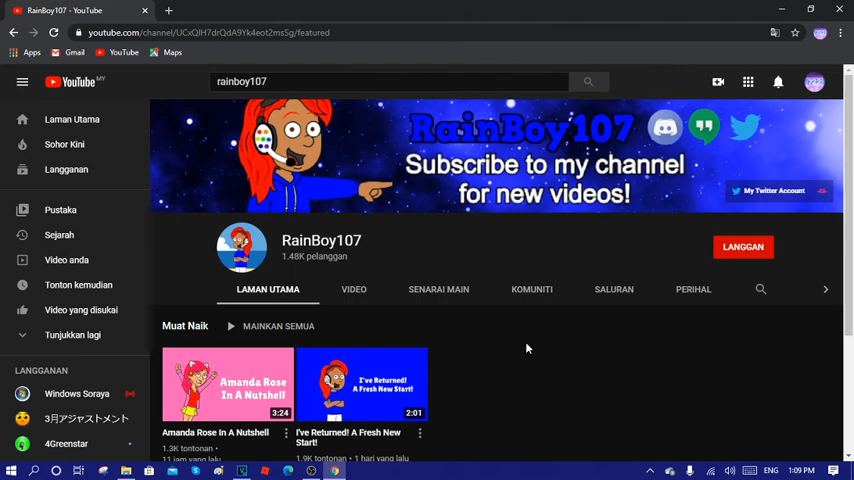 RainBoy107 - YouTube
youtube.com/channel/UCxQIH7drQdA9Yk4eot2msSg/featured
Apps Gmail YouTube Maps
YouTube MY
rainboy107
Laman Utama
Sohor Kini
Langganan
Pustaka
Sejarah
Video anda
Tonton kemudian
Video yang disukai
Tunjukkan lagi
LANGGANAN
Windows Soraya
3月アジャストメント
4Greenstar
RainBoy107
Subscribe to my channel
for new videos!
My Twitter Account
RainBoy107
1.48K pelanggan
LANGGAN
LAMAN UTAMA VIDEO SENARAI MAIN KOMUNITI SALURAN PERIHAL
Muat Naik MAINKAN SEMUA
Amanda Rose
In A Nutshell
3:24
I've Returned!
A Fresh New Start!
2:01
Amanda Rose In A Nutshell
1.3K tontonan •
11 jam yang lalu
I've Returned! A Fresh New
Start!
1.9K tontonan • 1 hari yang lalu
ENG 1:09 PM